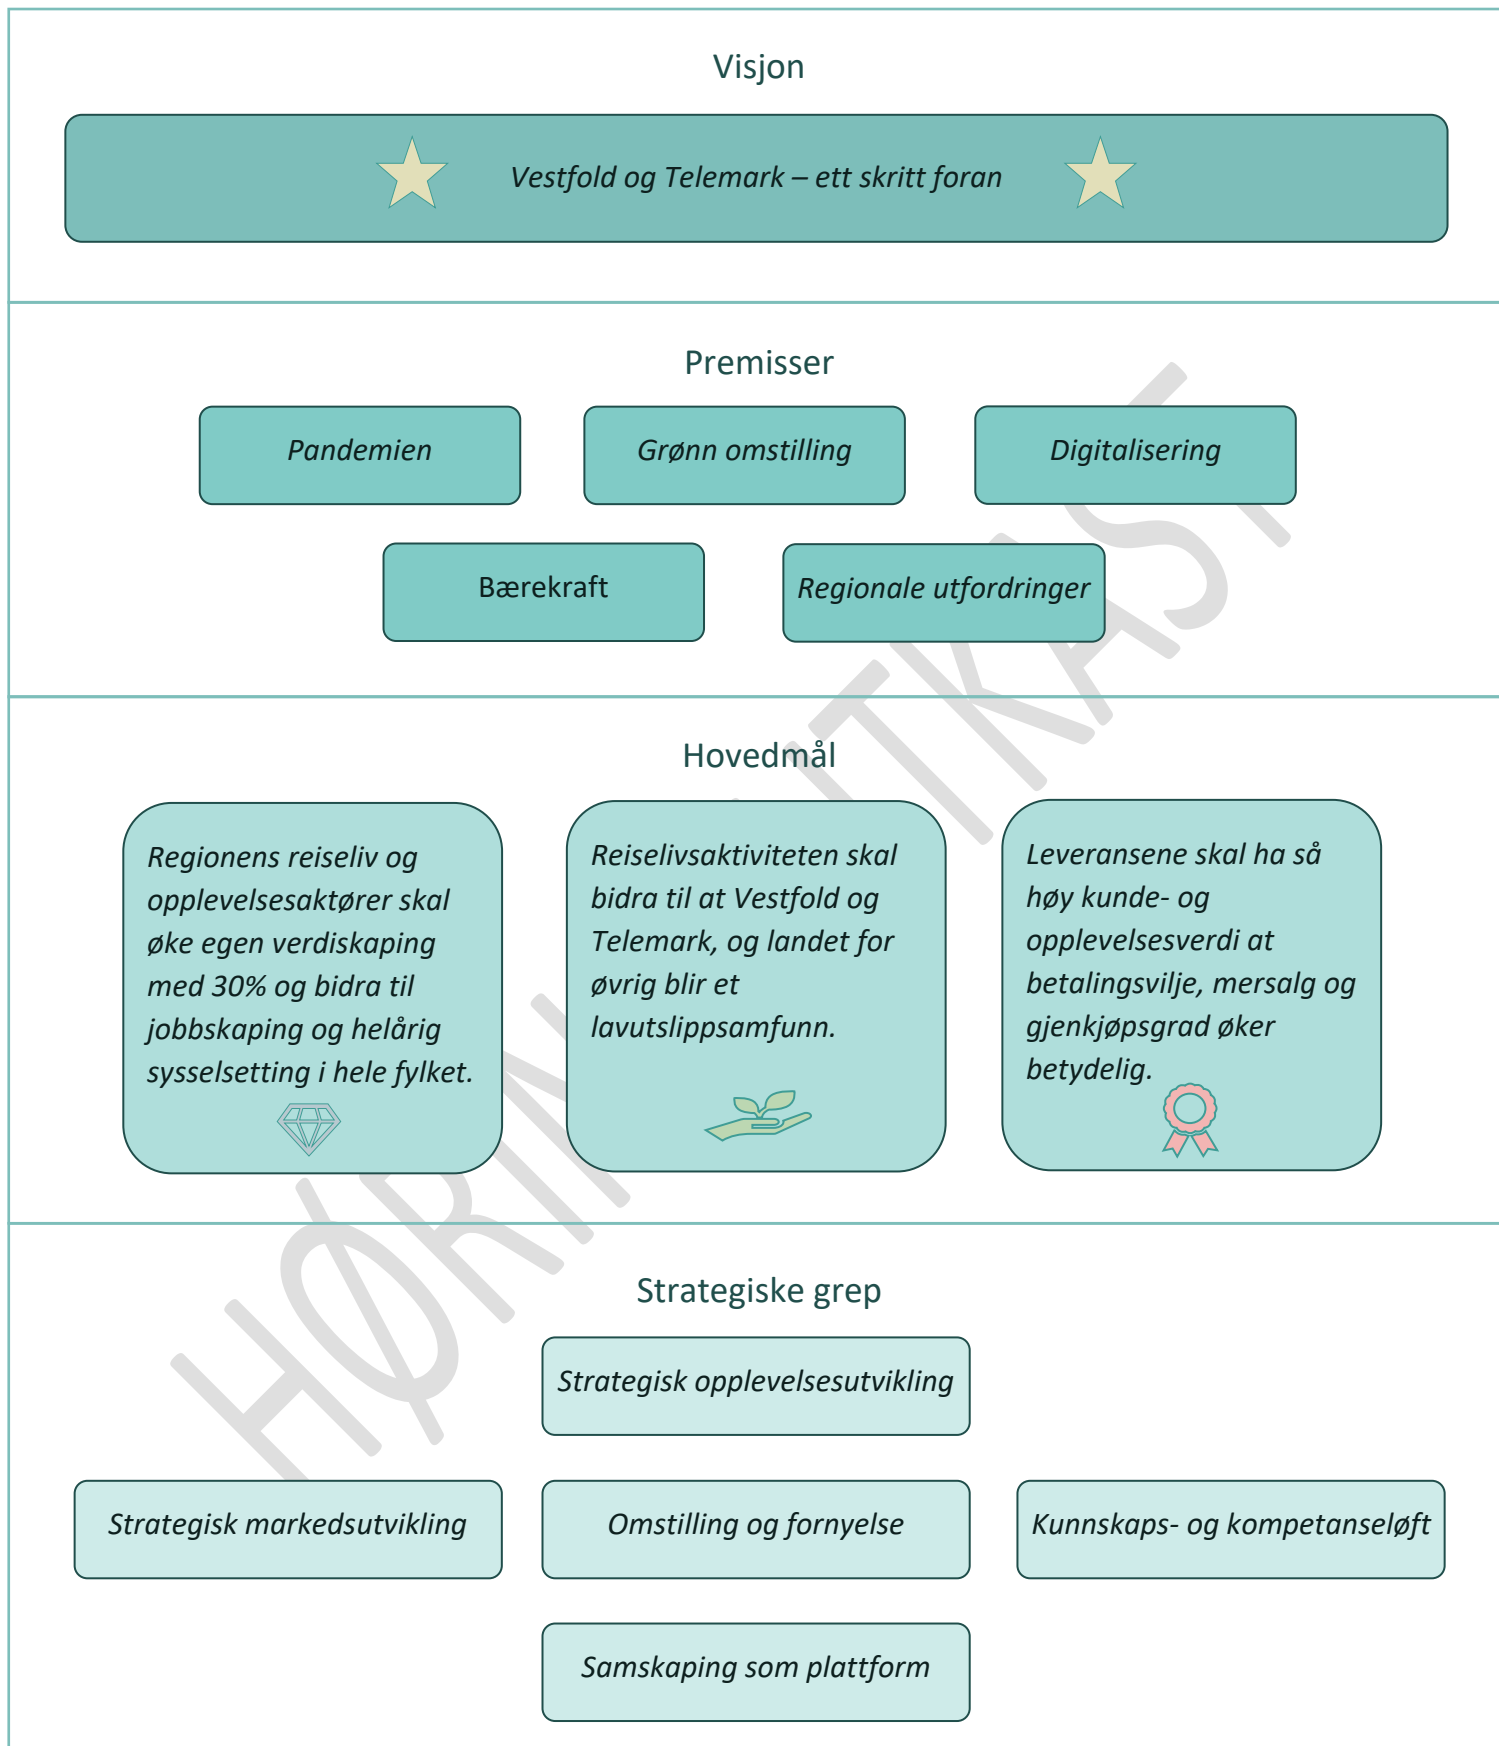 Visjon
Vestfold og Telemark – ett skritt foran
Premisser
Pandemien
Grønn omstilling
Digitalisering
Bærekraft
Regionale utfordringer
Hovedmål
Regionens reiseliv og
opplevelsesaktører skal
øke egen verdiskaping
med 30% og bidra til
jobbskaping og helårig
sysselsetting i hele fylket.
Reiselivsaktiviteten skal
bidra til at Vestfold og
Telemark, og landet for
øvrig blir et
lavutslippsamfunn.
Leveransene skal ha så
høy kunde- og
opplevelsesverdi at
betalingsvilje, mersalg og
gjenkjøpsgrad øker
betydelig.
Strategiske grep
Strategisk opplevelsesutvikling
Strategisk markedsutvikling
Omstilling og fornyelse
Kunnskaps- og kompetanseløft
Samskaping som plattform